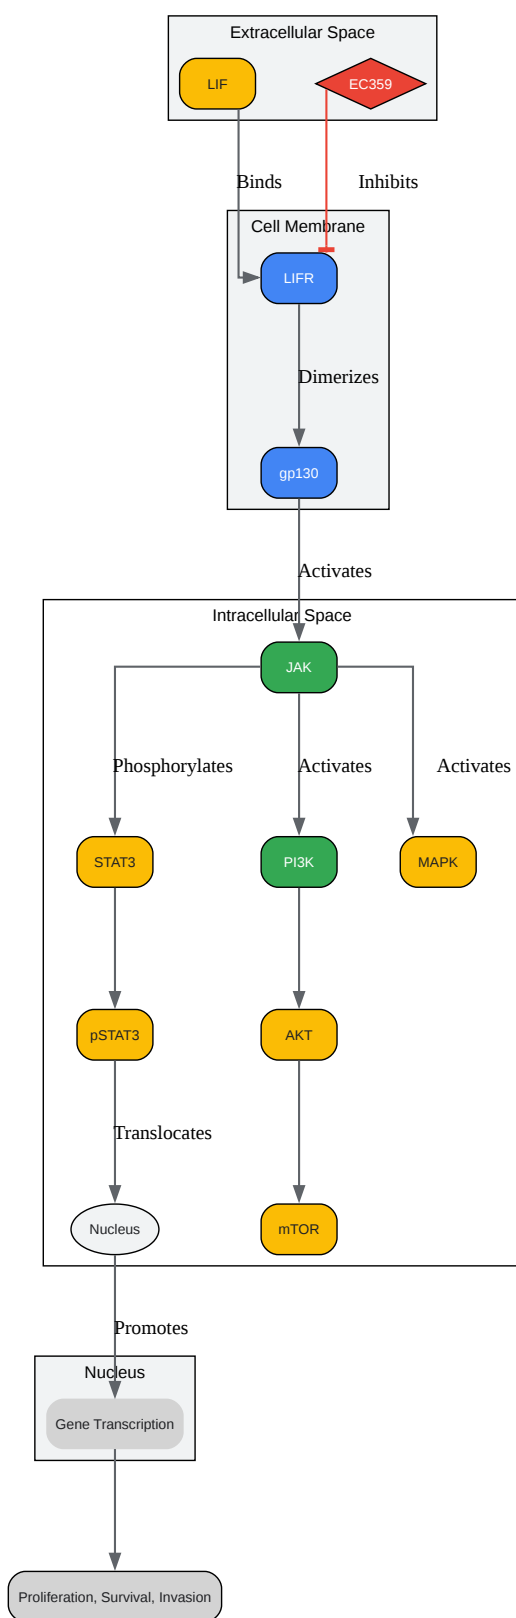 Extracellular Space
LIF
EC359
Binds
Inhibits
Cell Membrane
LIFR
Dimerizes
gp130
Activates
Intracellular Space
JAK
Phosphorylates
Activates
Activates
STAT3
PI3K
MAPK
pSTAT3
AKT
Translocates
Nucleus
mTOR
Promotes
Nucleus
Gene Transcription
Proliferation, Survival, Invasion